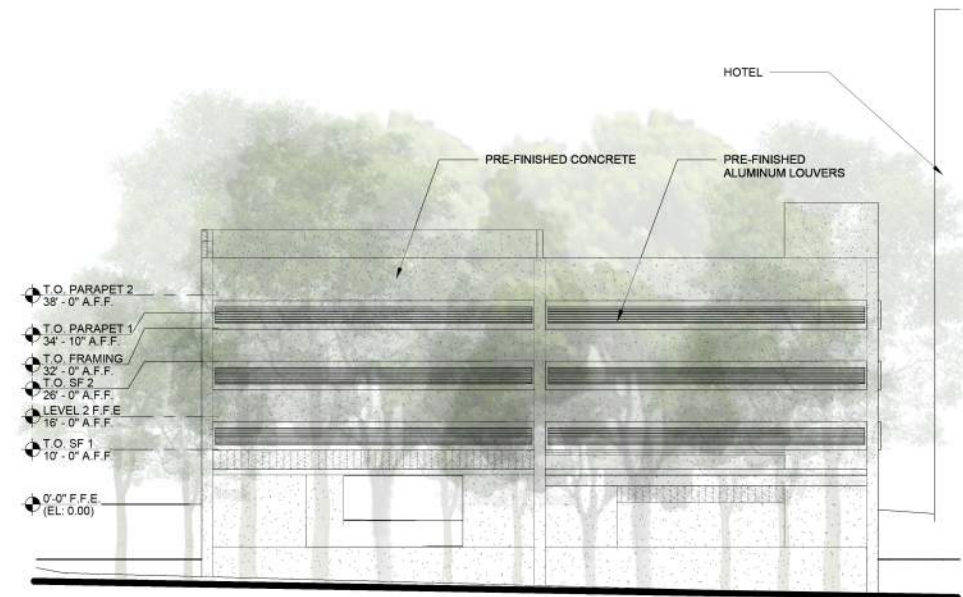 HOTEL
PRE-FINISHED CONCRETE
PRE-FINISHED
ALUMINUM LOUVERS
T.O. PARAPET 2
38' - 0" A.F.F.
T.O. PARAPET 1
34' - 10" A.F.F.
T.O. FRAMING
32' - 0" A.F.F.
T.O. SF 2
26' - 0" A.F.F.
LEVEL 2 F.F.E
16' - 0" A.F.F.
T.O. SF 1
10' - 0" A.F.F
0'-0" F.F.E.
(EL: 0.00)